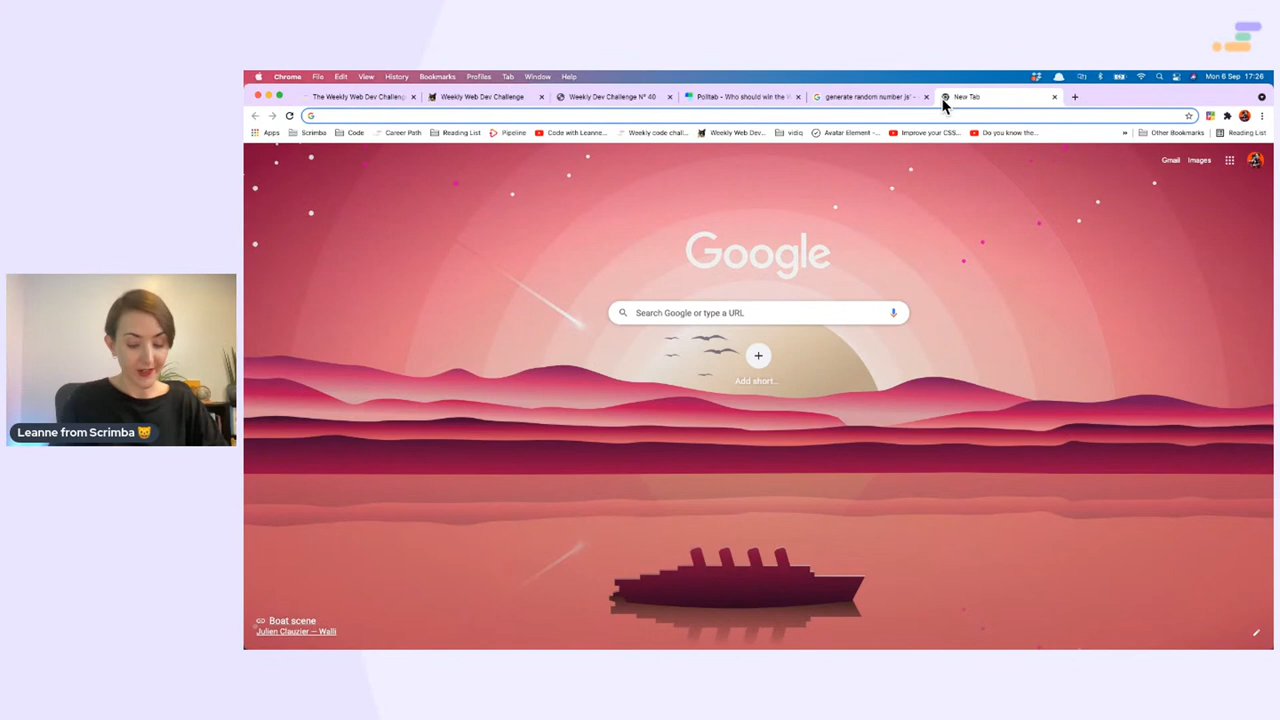 Chrome File Edit View History Bookmarks Profiles Tab Window Help Mon 6 Sep 17:26
The Weekly Web Dev Challeng Weekly Web Dev Challenge Weekly Dev Challenge Nº 40 Polltab - Who should win the generate random number js' - New Tab
Apps Scrimba Code Career Path Reading List Pipeline Code with Leanne... Weekly code chall... Weekly Web Dev... vidiq Avatar Element -... Improve your CSS... Do you know the... » Other Bookmarks Reading List
Gmail Images
Google
Search Google or type a URL
Add short...
Leanne from Scrimba
Boat scene
Julien Clauzier — Walli